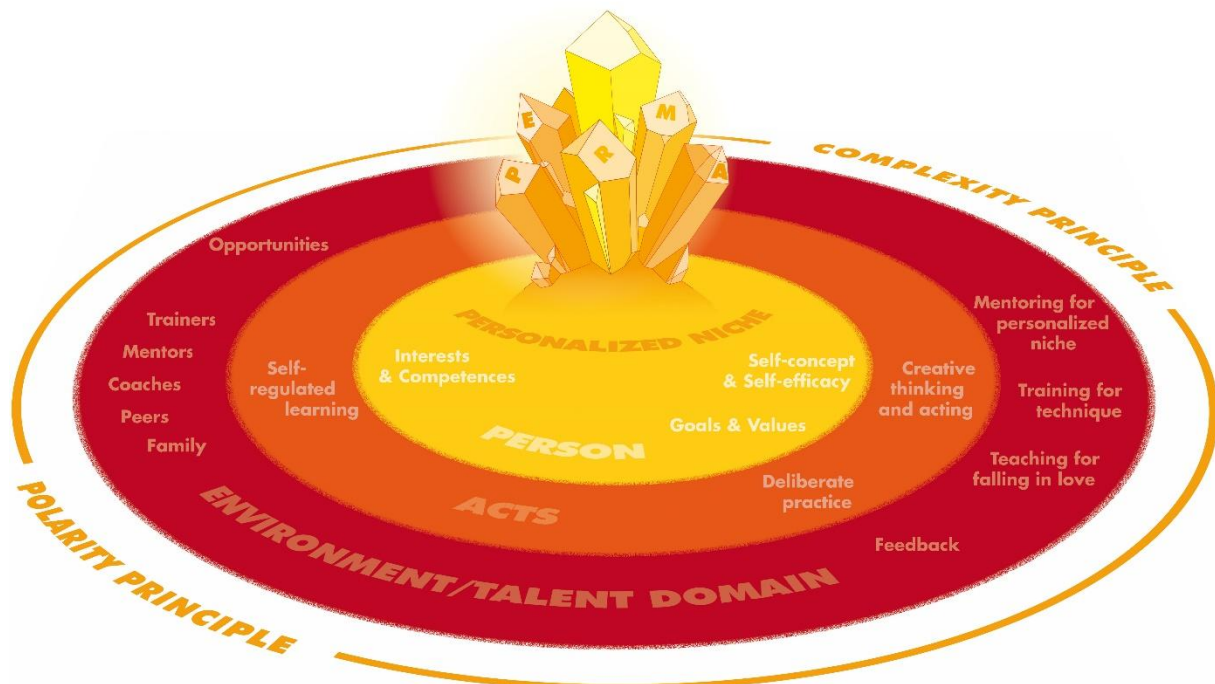 E
M
P
R
A
COMPLEXITY PRINCIPLE
Opportunities
Trainers
Mentors
Coaches
Peers
Family
Self-
regulated
learning
PERSONALIZED NICHE
Interests
& Competences
Self-concept
& Self-efficacy
Goals & Values
PERSON
Creative
thinking
and acting
Deliberate
practice
ACTS
Mentoring for
personalized
niche
Training for
technique
Teaching for
falling in love
Feedback
ENVIRONMENT/TALENT DOMAIN
POLARITY PRINCIPLE